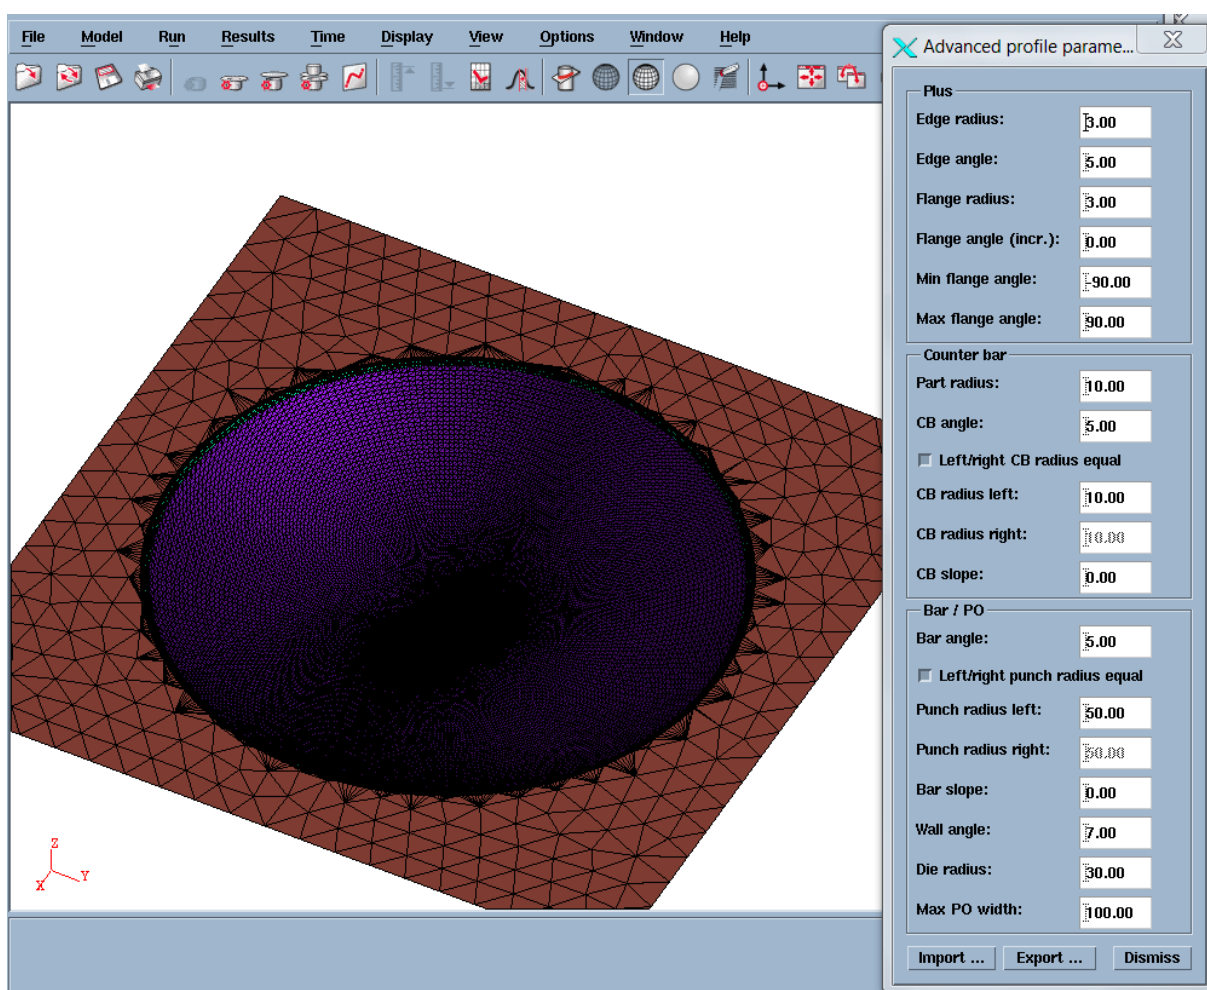 File Model Run Results Time Display View Options Window Help
Advanced profile parame...
Plus
Edge radius: 3.00
Edge angle: 5.00
Flange radius: 3.00
Flange angle (incr.): 0.00
Min flange angle: -90.00
Max flange angle: 90.00
Counter bar
Part radius: 10.00
CB angle: 5.00
Left/right CB radius equal
CB radius left: 10.00
CB radius right: 10.00
CB slope: 0.00
Bar / PO
Bar angle: 5.00
Left/right punch radius equal
Punch radius left: 50.00
Punch radius right: 50.00
Bar slope: 0.00
Wall angle: 7.00
Die radius: 30.00
Max PO width: 100.00
Import ... Export ... Dismiss
Z
Y
X